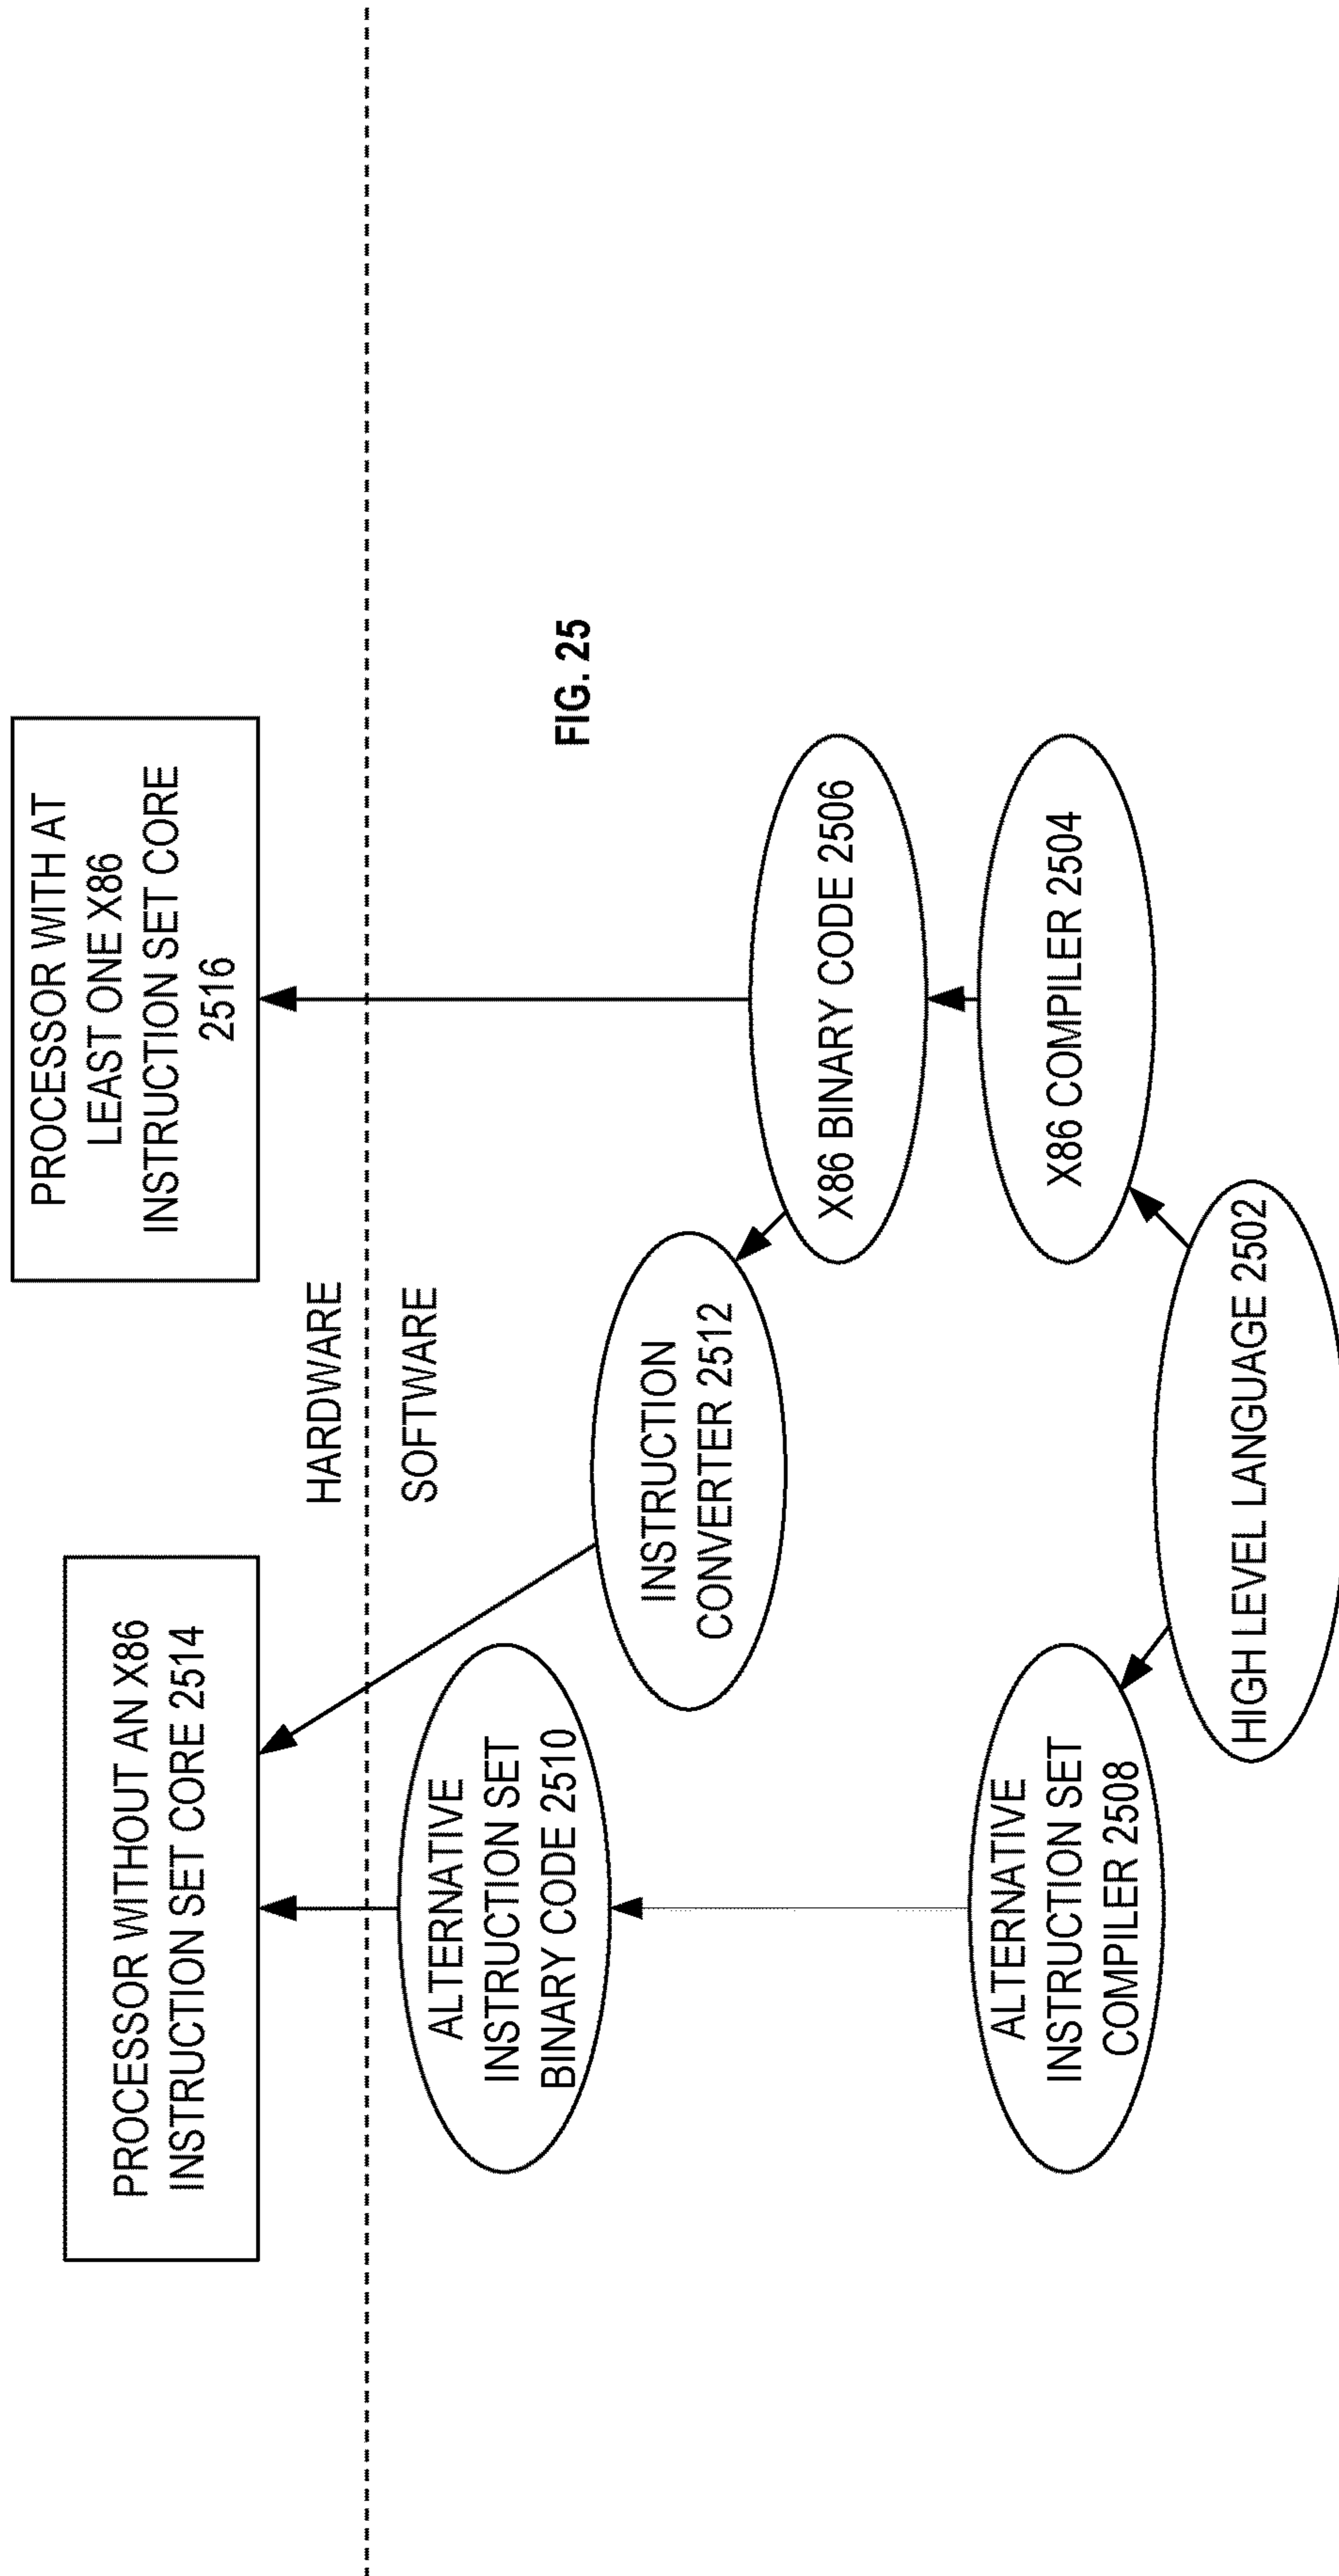 PROCESSOR WITHOUT AN X86
INSTRUCTION SET CORE 2514
PROCESSOR WITH AT
LEAST ONE X86
INSTRUCTION SET CORE
2516
HARDWARE
SOFTWARE
ALTERNATIVE
INSTRUCTION SET
BINARY CODE 2510
INSTRUCTION
CONVERTER 2512
FIG. 25
X86 BINARY CODE 2506
ALTERNATIVE
INSTRUCTION SET
COMPILER 2508
X86 COMPILER 2504
HIGH LEVEL LANGUAGE 2502